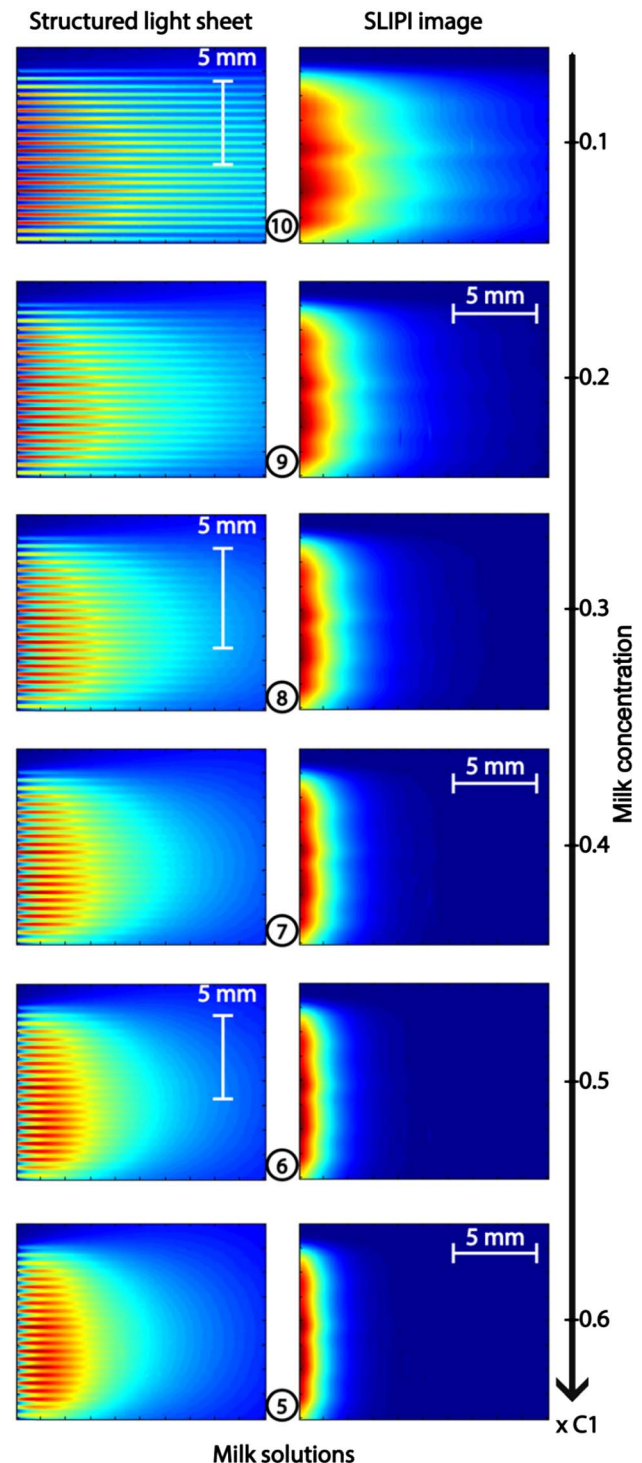 Structured light sheet
SLIPI image
5 mm
0.1
10
5 mm
0.2
9
5 mm
0.3
8
5 mm
0.4
7
5 mm
0.5
6
5 mm
0.6
5
Milk concentration
x C1
Milk solutions